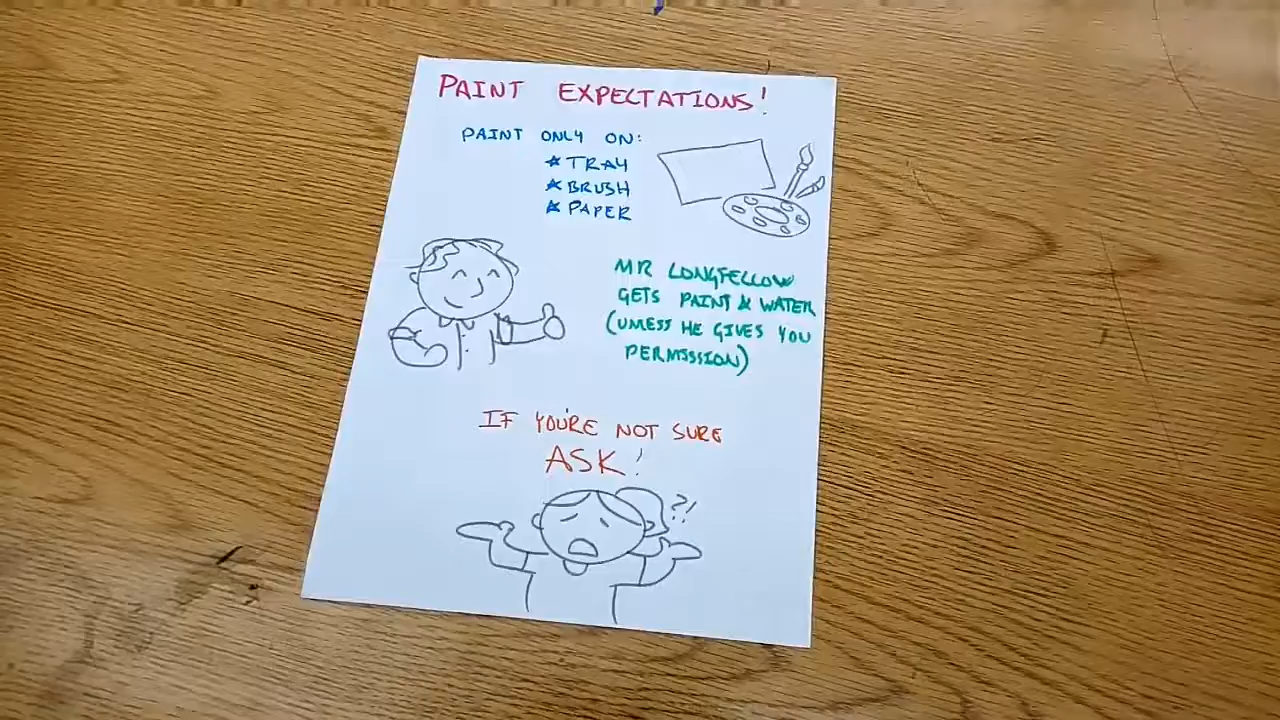 PAINT EXPECTATIONS!
PAINT ONLY ON:
* TRAY
* BRUSH
* PAPER
MR LONGFELLOW
GETS PAINT & WATER
(UNLESS HE GIVES YOU
PERMISSION)
IF YOU'RE NOT SURE
ASK!
?!